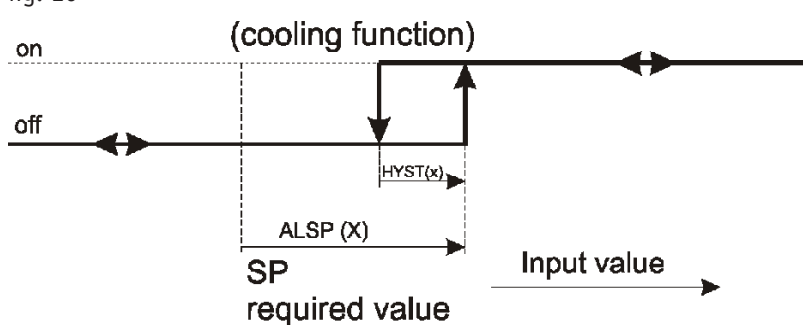 (cooling function)
on
off
HYST(x)
ALSP (X)
SP
required value
Input value